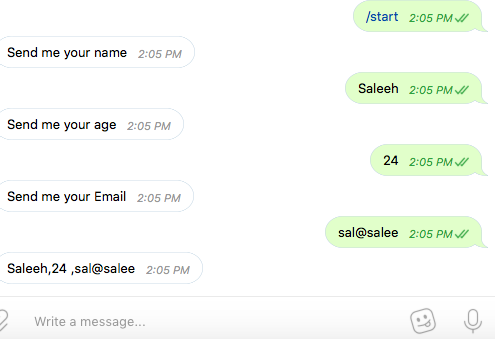 /start 2:05 PM
Send me your name 2:05 PM
Saleeh 2:05 PM
Send me your age 2:05 PM
24 2:05 PM
Send me your Email 2:05 PM
sal@salee 2:05 PM
Saleeh,24 ,sal@salee 2:05 PM
Write a message...